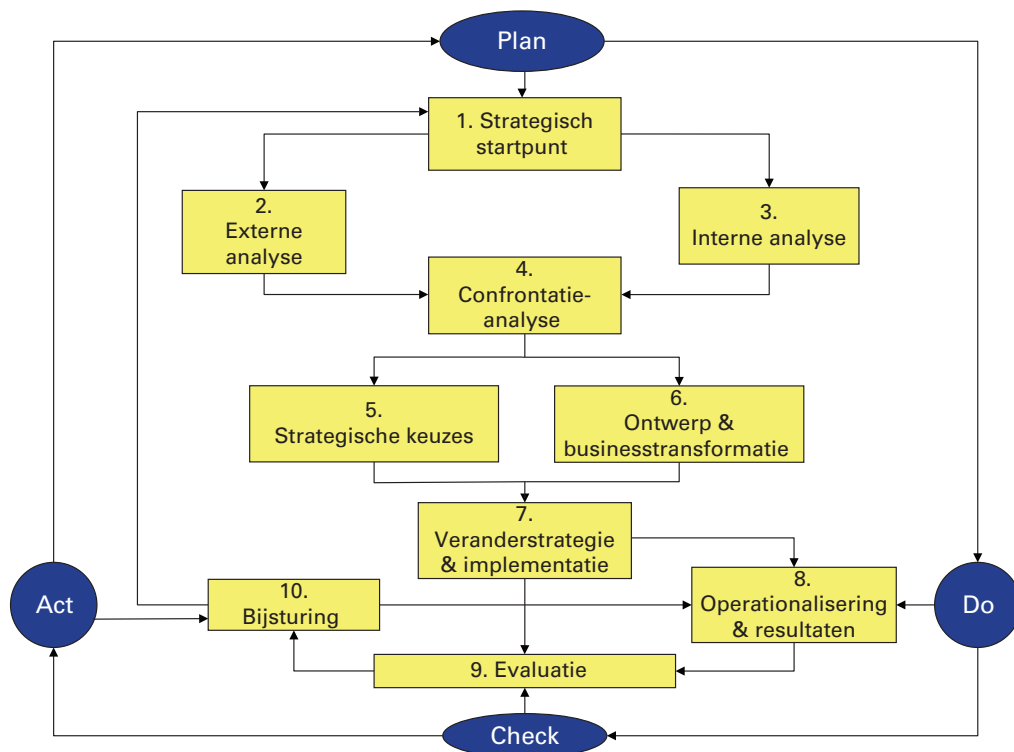 Plan
1. Strategisch
startpunt
2.
Externe
analyse
3.
Interne analyse
4.
Confrontatie-
analyse
5.
Strategische keuzes
6.
Ontwerp &
businesstransformatie
7.
Veranderstrategie
& implementatie
8.
Operationalisering
& resultaten
Do
Act
10.
Bijsturing
9. Evaluatie
Check